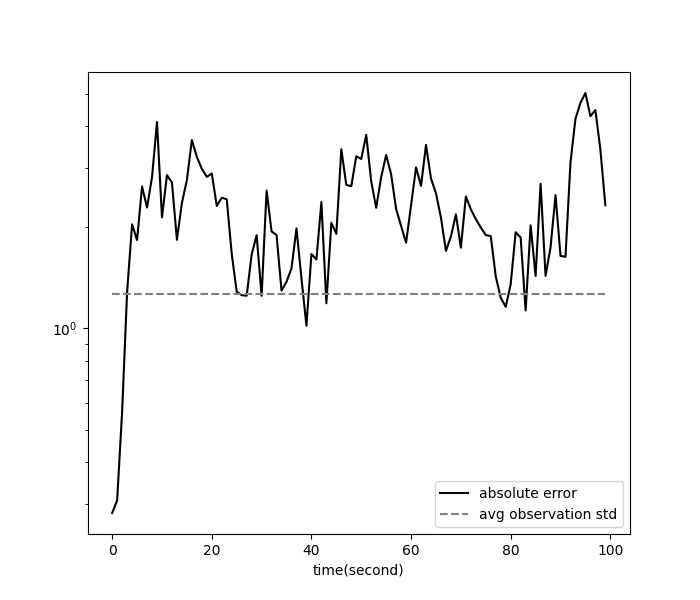 10⁰
absolute error
avg observation std
0 20 40 60 80 100
time(second)